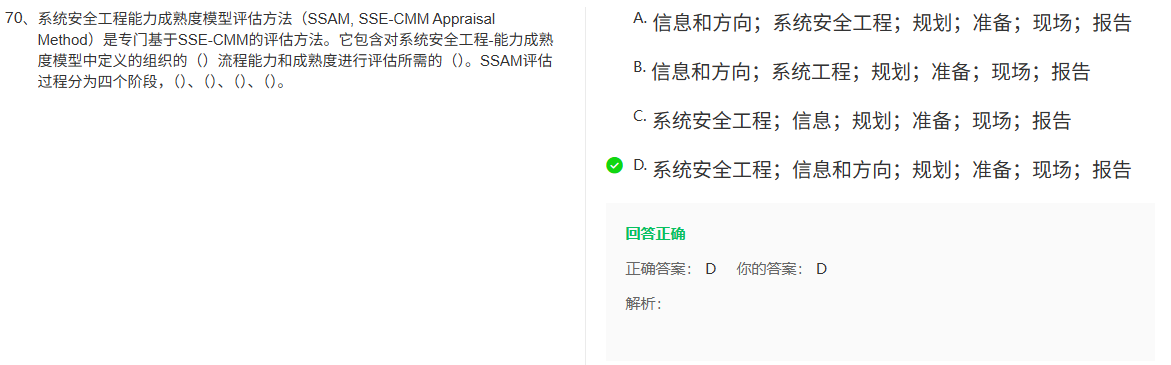 70、系统安全工程能力成熟度模型评估方法（SSAM, SSE-CMM Appraisal
Method）是专门基于SSE-CMM的评估方法。它包含对系统安全工程-能力成熟
度模型中定义的组织的（）流程能力和成熟度进行评估所需的（）。SSAM评估
过程分为四个阶段，（）、（）、（）、（）。
A. 信息和方向；系统安全工程；规划；准备；现场；报告
B. 信息和方向；系统工程；规划；准备；现场；报告
C. 系统安全工程；信息；规划；准备；现场；报告
D. 系统安全工程；信息和方向；规划；准备；现场；报告
回答正确
正确答案： D 你的答案： D
解析：